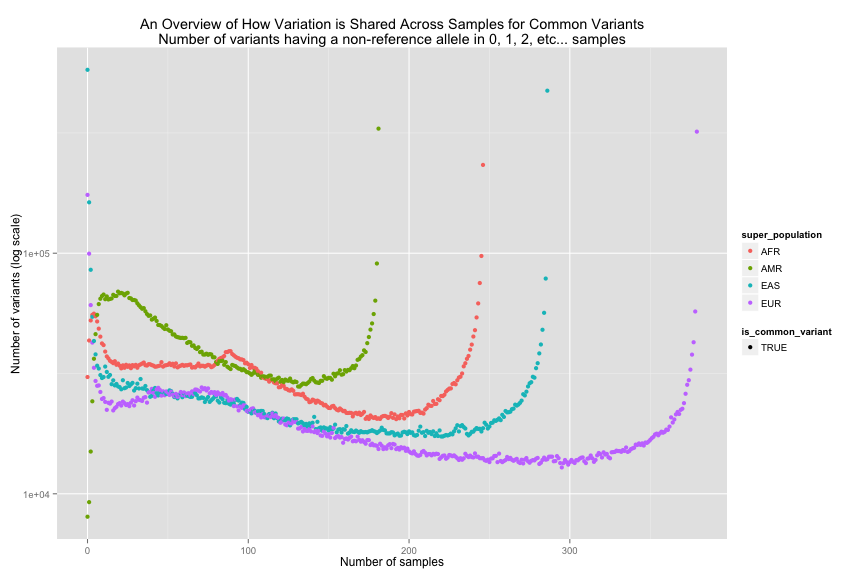 An Overview of How Variation is Shared Across Samples for Common Variants
Number of variants having a non-reference allele in 0, 1, 2, etc... samples
Number of variants (log scale)
1e+05
1e+04
0
100
200
300
Number of samples
super_population
AFR
AMR
EAS
EUR
is_common_variant
TRUE